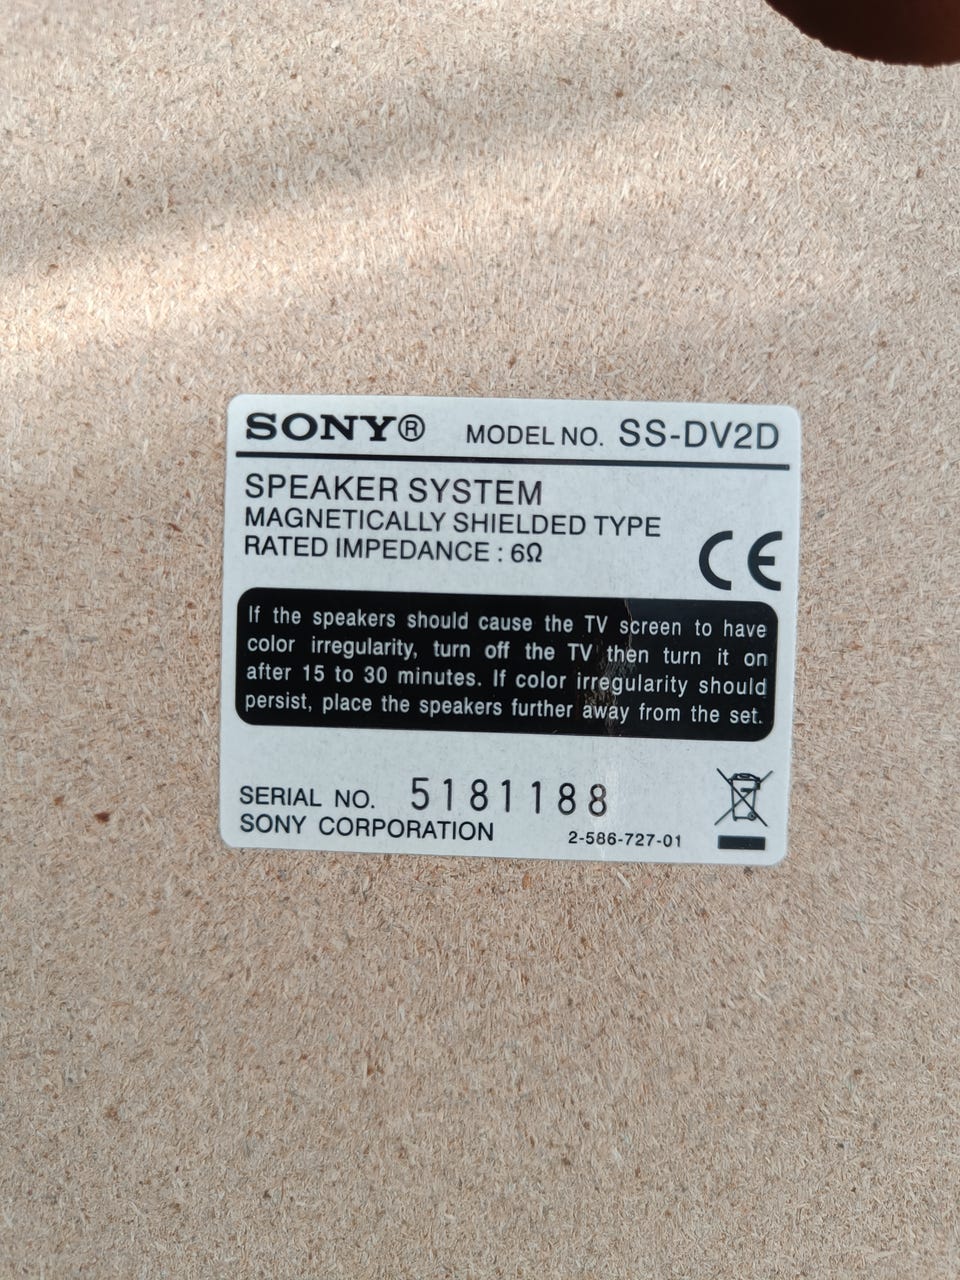 SONY® MODEL NO. SS-DV2D
SPEAKER SYSTEM
MAGNETICALLY SHIELDED TYPE
RATED IMPEDANCE : 6Ω
CE
If the speakers should cause the TV screen to have
color irregularity, turn off the TV then turn it on
after 15 to 30 minutes. If color irregularity should
persist, place the speakers further away from the set.
SERIAL NO. 5181188
SONY CORPORATION 2-586-727-01